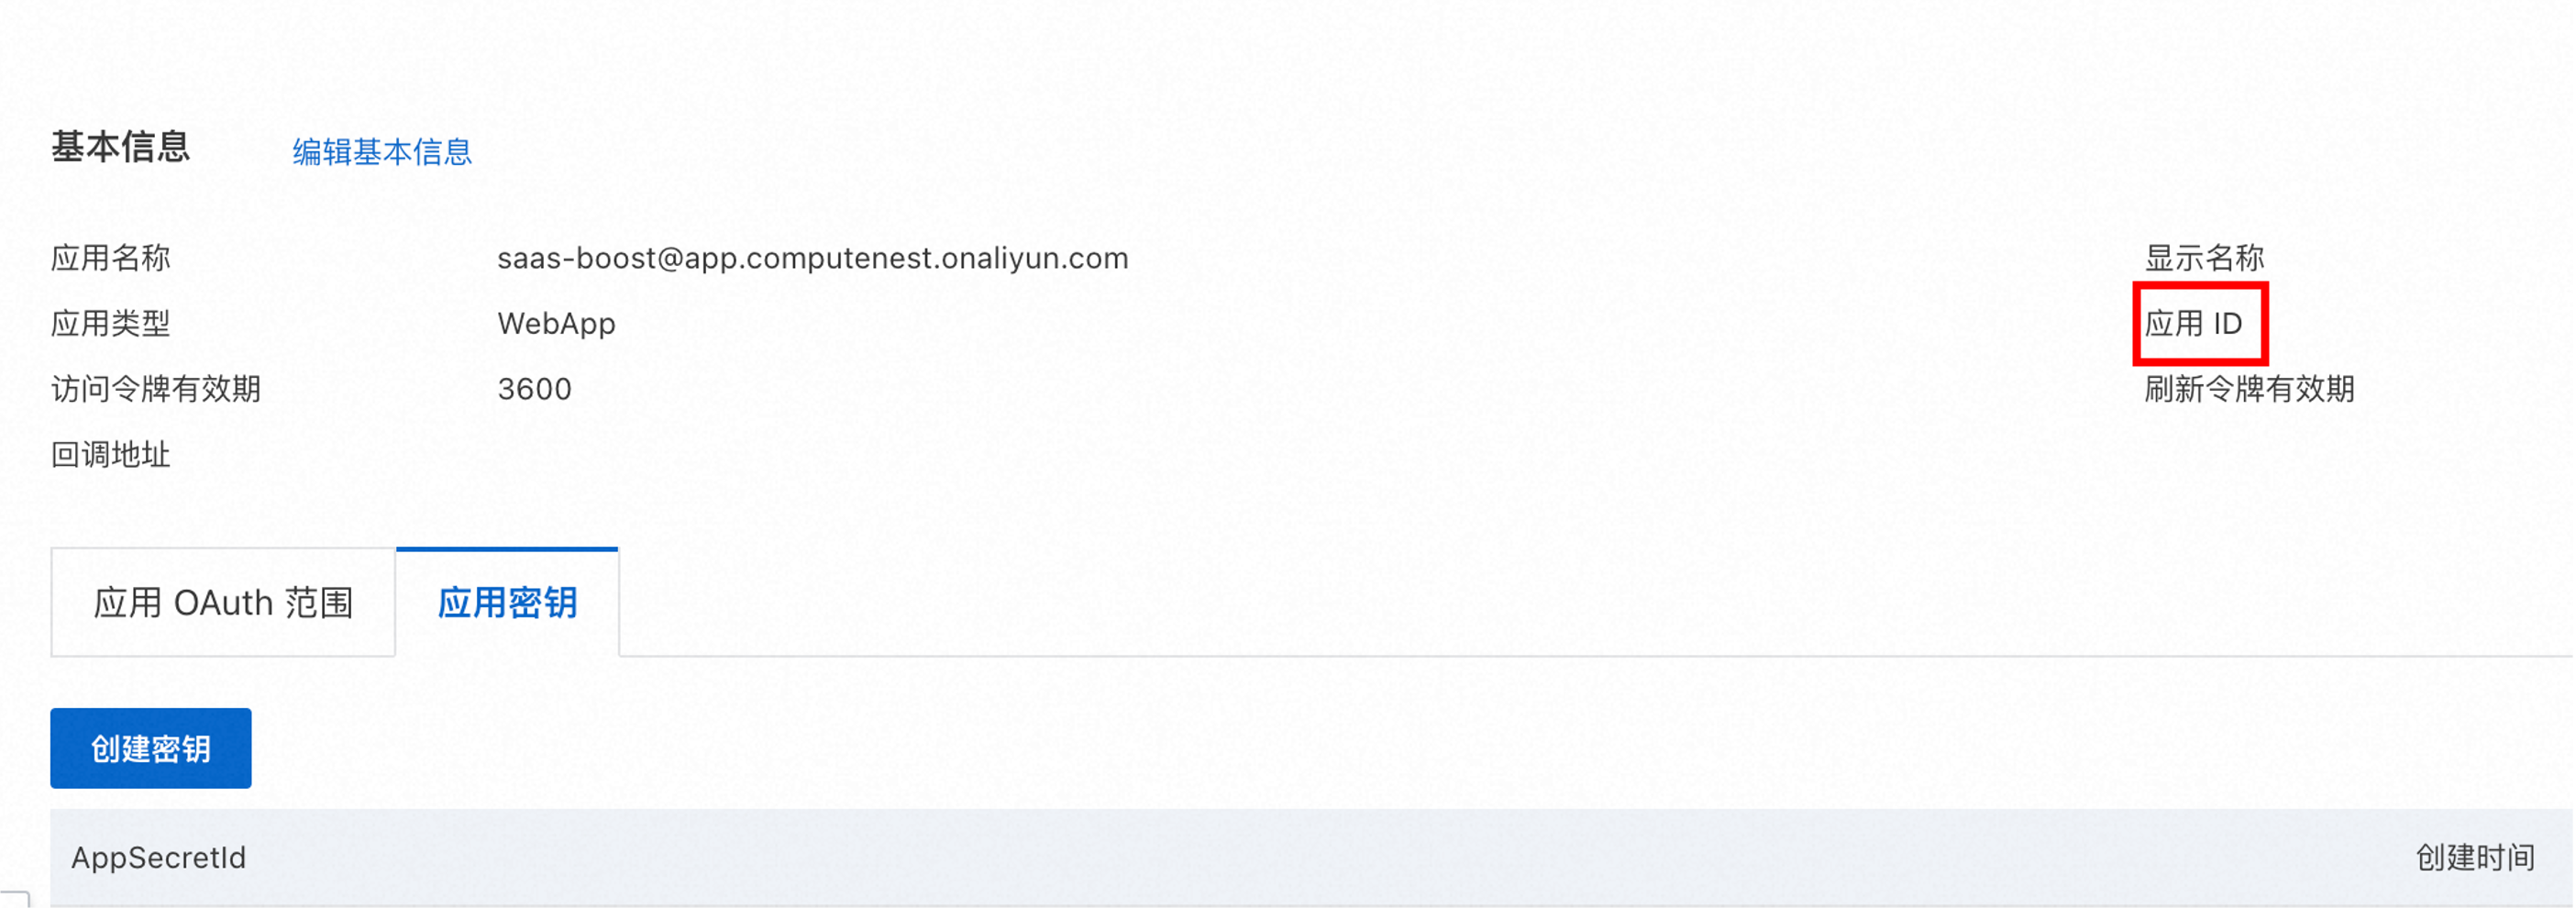 基本信息 编辑基本信息
应用名称 saas-boost@app.computenest.onaliyun.com 显示名称
应用类型 WebApp 应用 ID
访问令牌有效期 3600 刷新令牌有效期
回调地址
应用 OAuth 范围 应用密钥
创建密钥
AppSecretId 创建时间